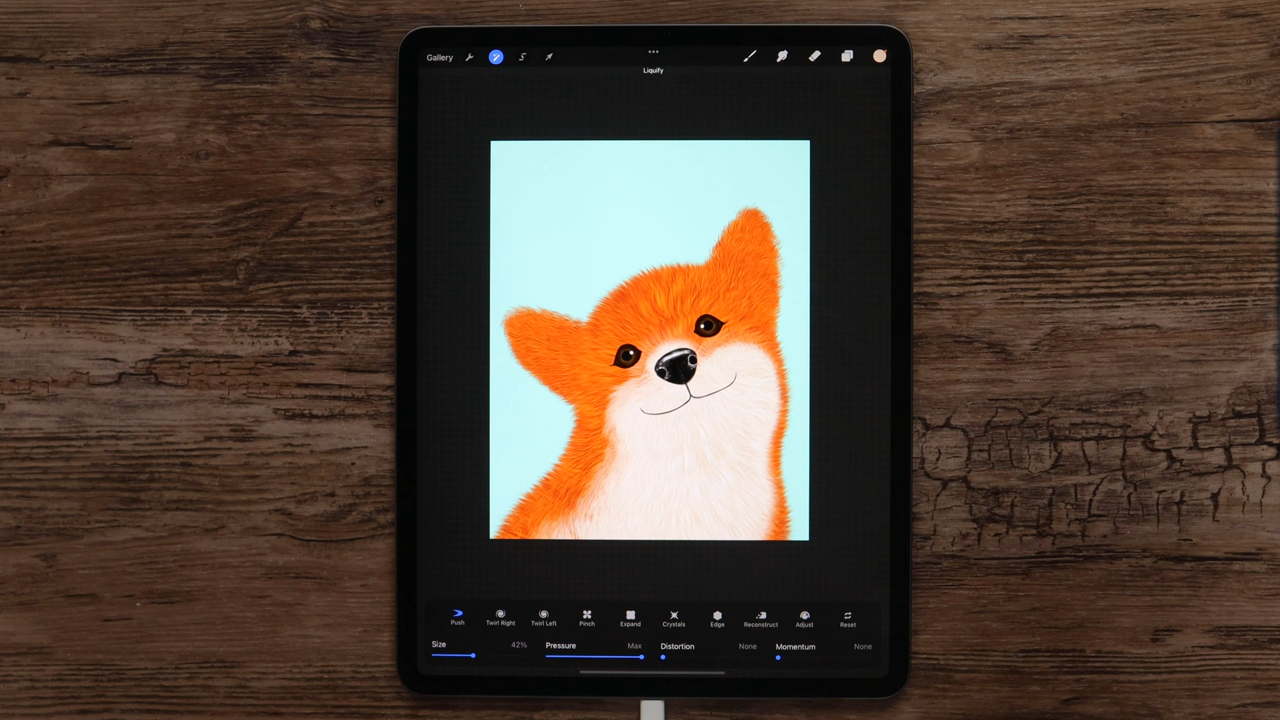 Gallery
Liquify
Push Twirl Right Twirl Left Pinch Expand Crystals Edge Reconstruct Adjust Reset
Size 42% Pressure Max Distortion None Momentum None